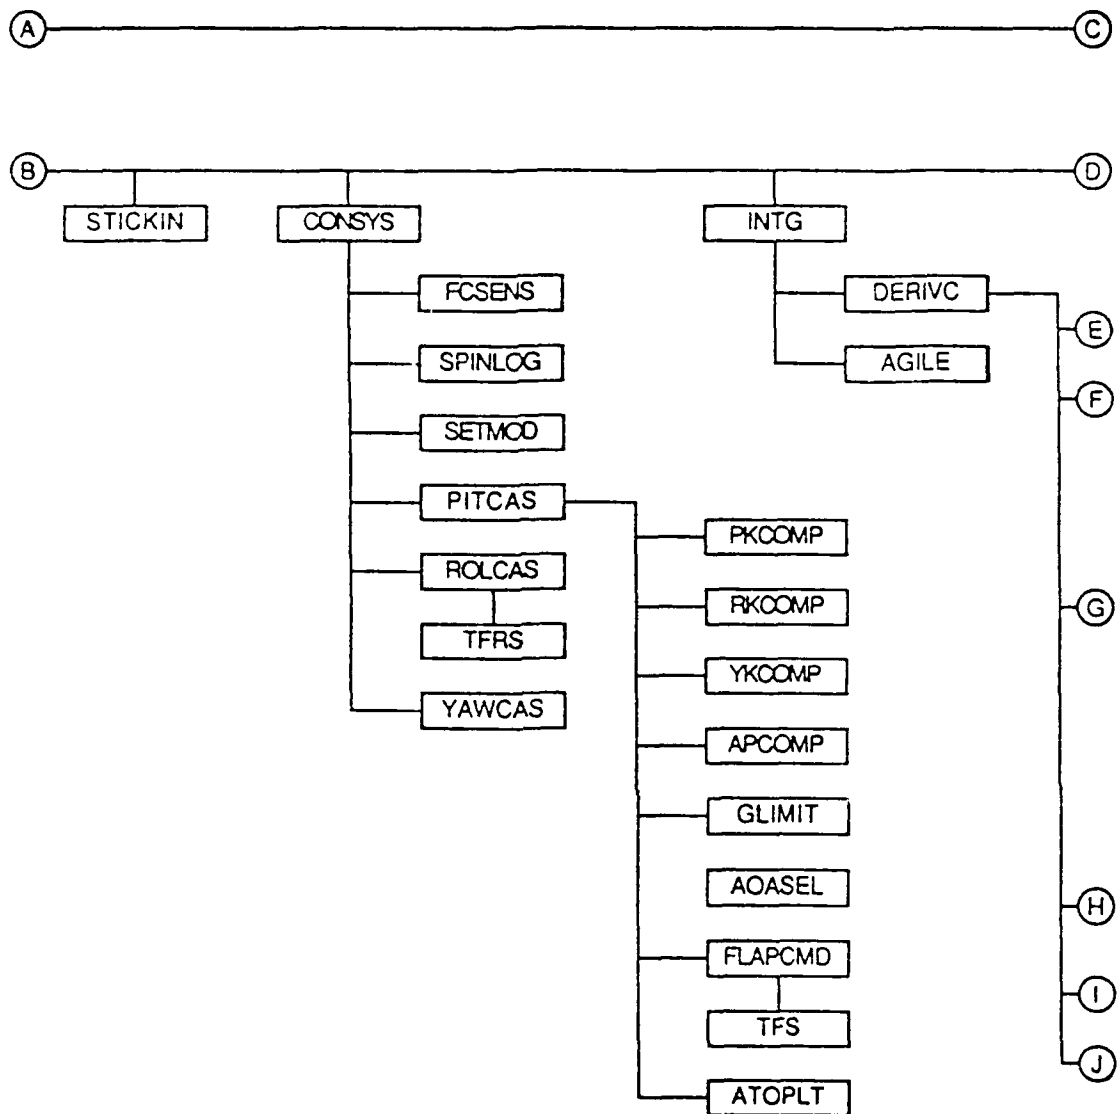 A
C
B
D
STICKIN
CONSYS
INTG
FCSENS
DERIVC
E
SPINLOG
AGILE
F
SETMOD
PITCAS
PKCOMP
ROLCAS
RKCOMP
G
TFRS
YKCOMP
YAWCAS
APCOMP
GLIMIT
AOASEL
H
FLAPCMD
I
TFS
J
ATOPLT